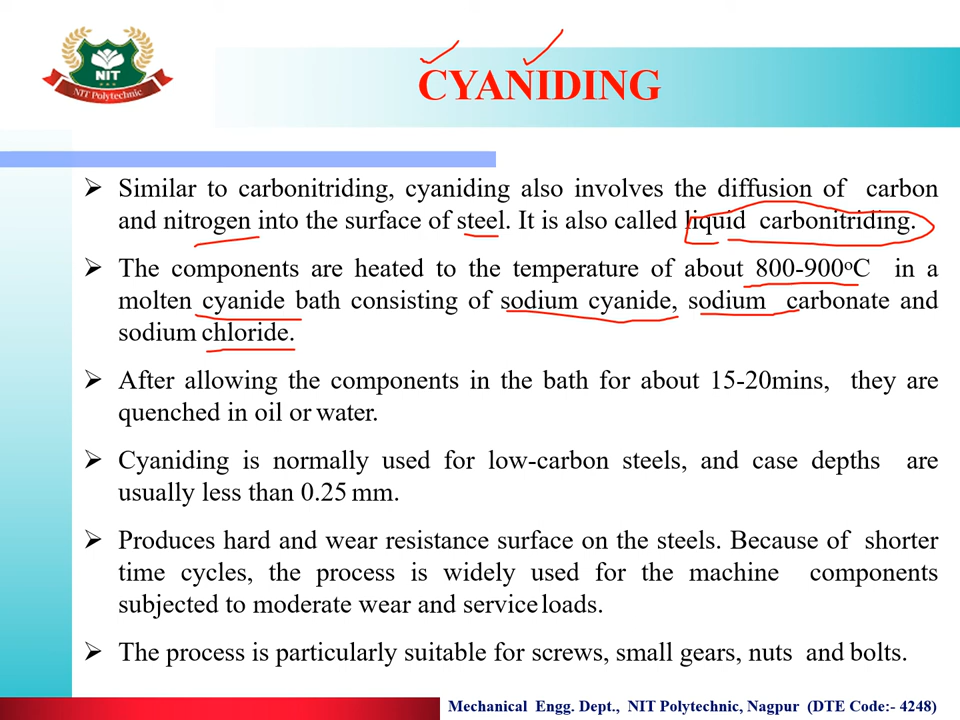 NIT
NIT Polytechnic
CYANIDING
➢ Similar to carbonitriding, cyaniding also involves the diffusion of carbon
and nitrogen into the surface of steel. It is also called liquid carbonitriding.
➢ The components are heated to the temperature of about 800-900°C in a
molten cyanide bath consisting of sodium cyanide, sodium carbonate and
sodium chloride.
➢ After allowing the components in the bath for about 15-20mins, they are
quenched in oil or water.
➢ Cyaniding is normally used for low-carbon steels, and case depths are
usually less than 0.25 mm.
➢ Produces hard and wear resistance surface on the steels. Because of shorter
time cycles, the process is widely used for the machine components
subjected to moderate wear and service loads.
➢ The process is particularly suitable for screws, small gears, nuts and bolts.
Mechanical Engg. Dept., NIT Polytechnic, Nagpur (DTE Code:- 4248)